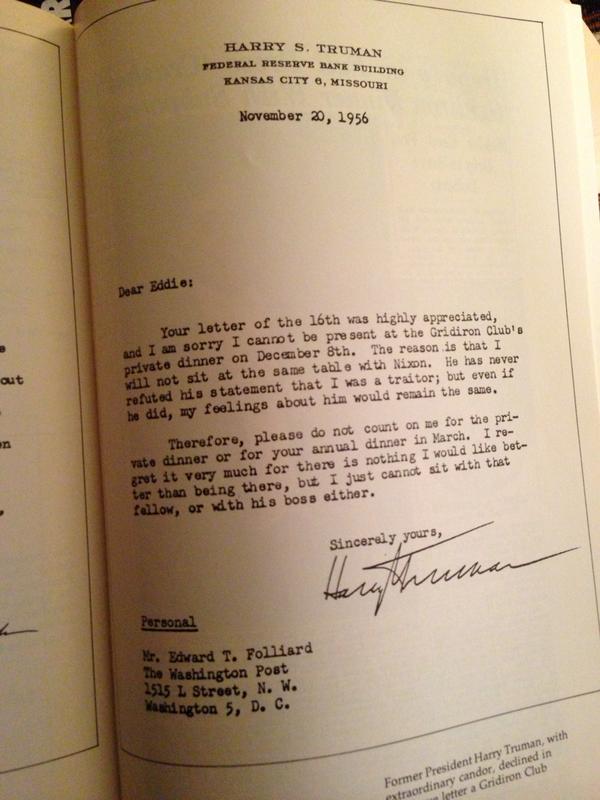 HARRY S. TRUMAN
FEDERAL RESERVE BANK BUILDING
KANSAS CITY 6, MISSOURI
November 20, 1956
Dear Eddie:
Your letter of the 16th was highly appreciated,
and I am sorry I cannot be present at the Gridiron Club's
private dinner on December 8th. The reason is that I
will not sit at the same table with Nixon. He has never
refuted his statement that I was a traitor; but even if
he did, my feelings about him would remain the same.
Therefore, please do not count on me for the pri-
vate dinner or for your annual dinner in March. I re-
gret it very much for there is nothing I would like bet-
ter than being there, but I just cannot sit with that
fellow, or with his boss either.
Sincerely yours,
Harry Truman
Personal
Mr. Edward T. Folliard
The Washington Post
1515 L Street, N. W.
Washington 5, D. C.
Former President Harry Truman, with
extraordinary candor, declined in
letter a Gridiron Club